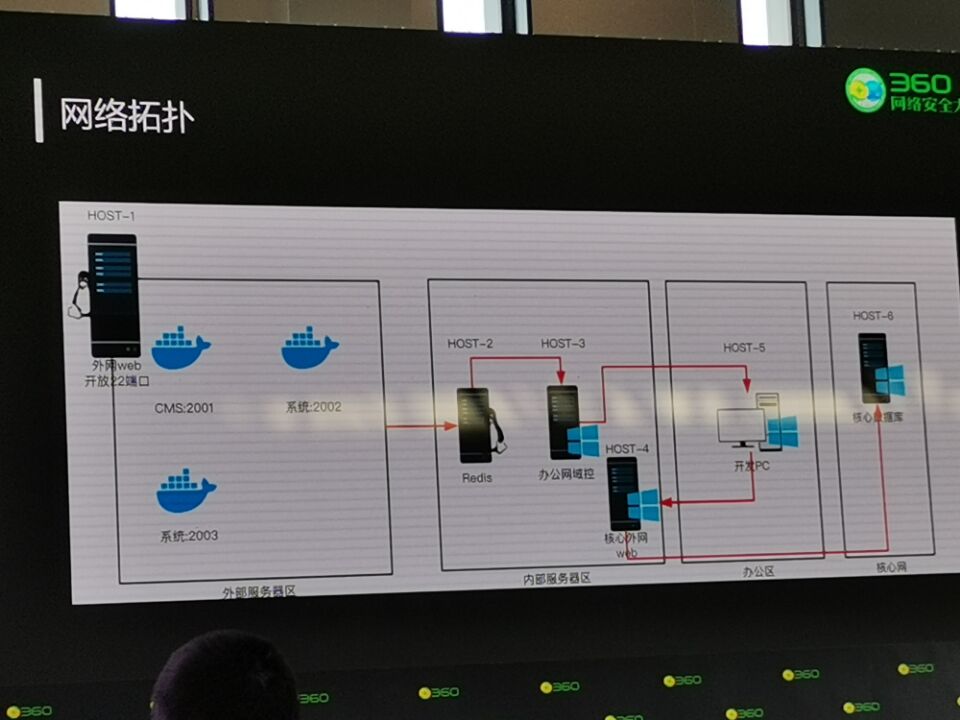 360
网络安全大
网络拓扑
HOST-1
外网web
开放22端口
CMS:2001
系统:2002
系统:2003
外部服务器区
HOST-2
HOST-3
Redis
办公网域控
HOST-4
核心外网
web
内部服务器区
HOST-5
开发PC
办公区
HOST-6
核心数据库
核心网
360
360
360
360
360
360
360
360
360
360